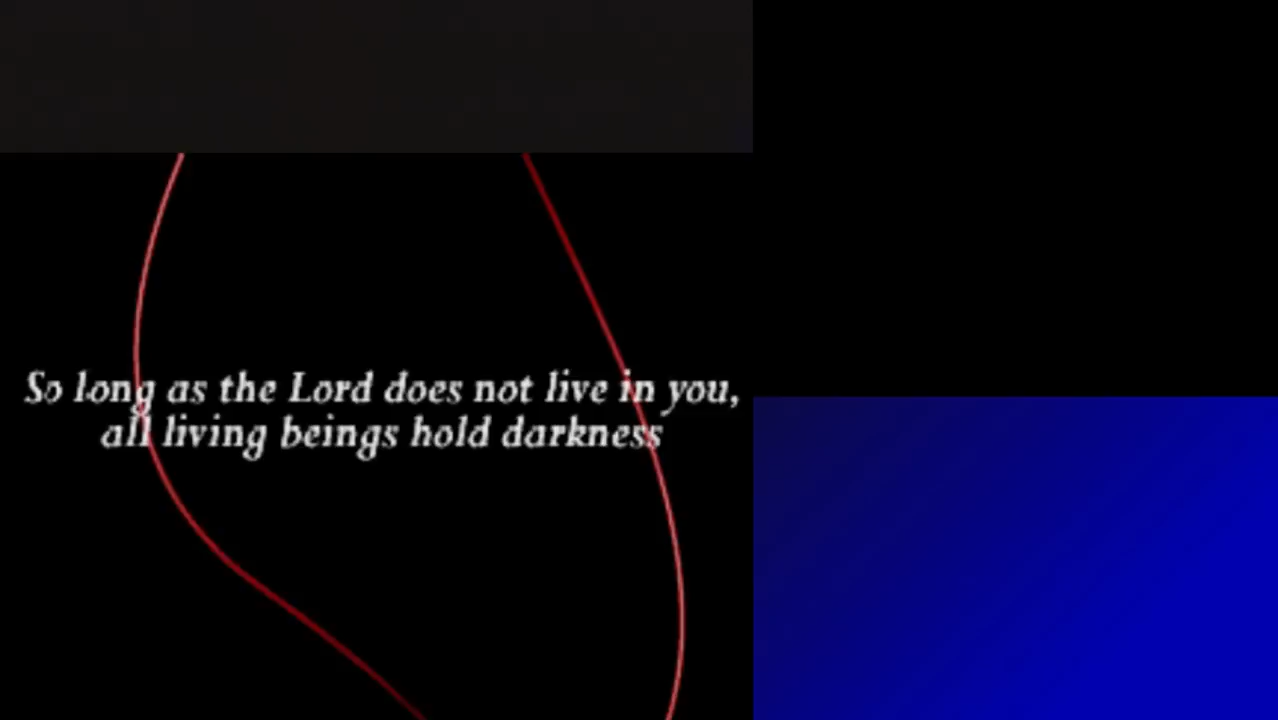 So long as the Lord does not live in you,
all living beings hold darkness